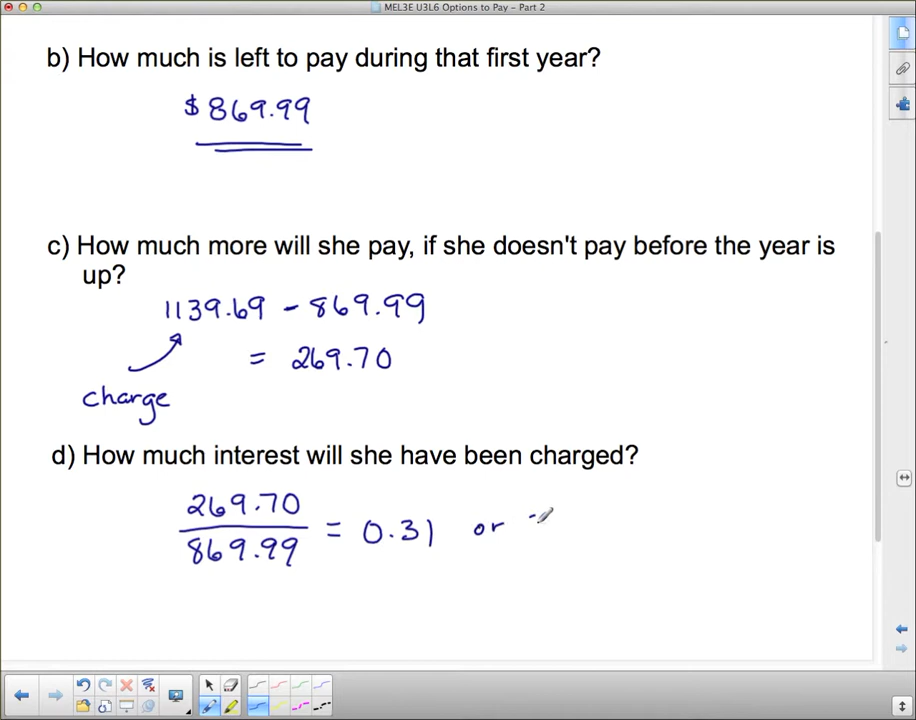 MEL3E U3L6 Options to Pay – Part 2
b) How much is left to pay during that first year?
$869.99
c) How much more will she pay, if she doesn't pay before the year is
up?
1139.69 - 869.99
= 269.70
charge
d) How much interest will she have been charged?
269.70
869.99
= 0.31 or